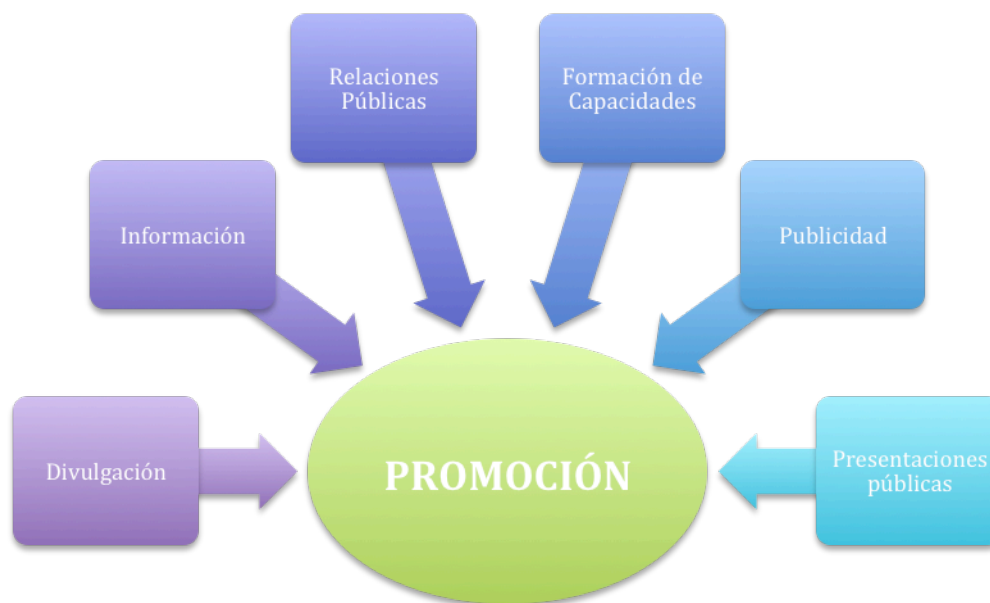 Relaciones
Públicas
Formación de
Capacidades
Información
Publicidad
Divulgación
PROMOCIÓN
Presentaciones
públicas